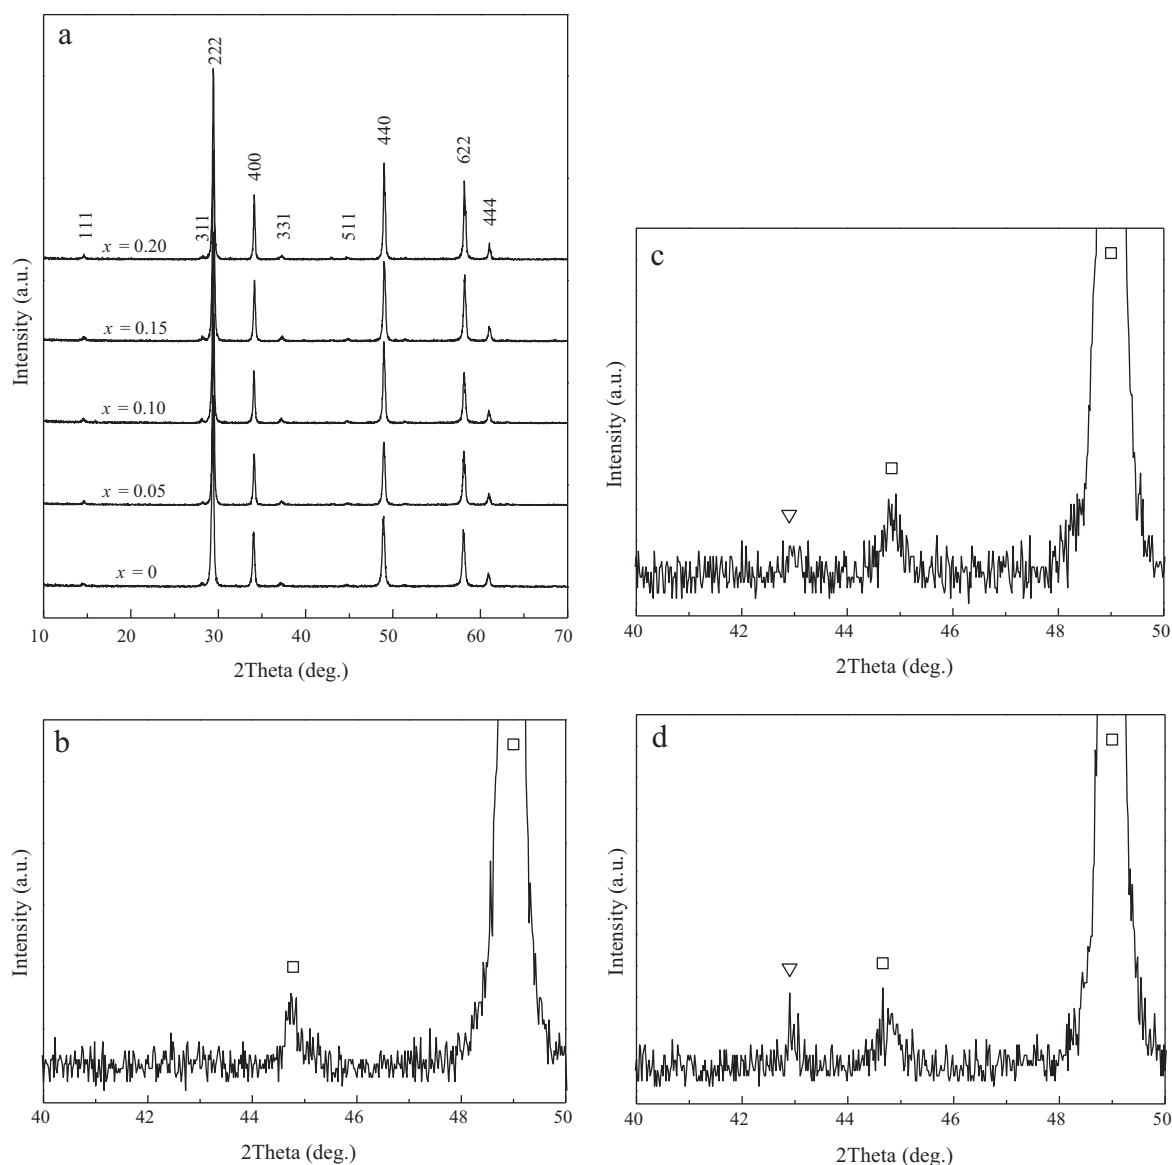 a
222
440
622
400
444
111
311
331
511
x = 0.20
x = 0.15
x = 0.10
x = 0.05
x = 0
Intensity (a.u.)
10 20 30 40 50 60 70
2Theta (deg.)
c
Intensity (a.u.)
40 42 44 46 48 50
2Theta (deg.)
b
Intensity (a.u.)
40 42 44 46 48 50
2Theta (deg.)
d
Intensity (a.u.)
40 42 44 46 48 50
2Theta (deg.)